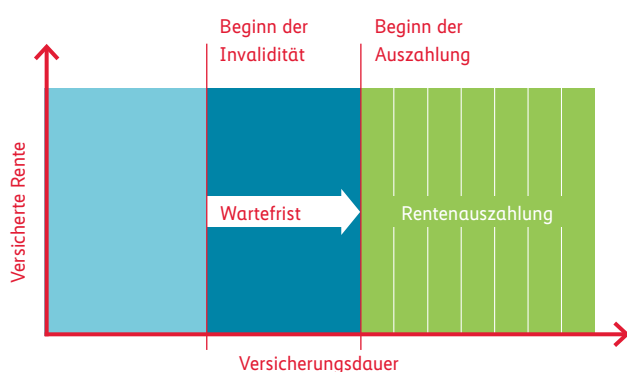 Beginn der
Invalidität
Beginn der
Auszahlung
Versicherte Rente
Wartefrist
Rentenauszahlung
Versicherungsdauer